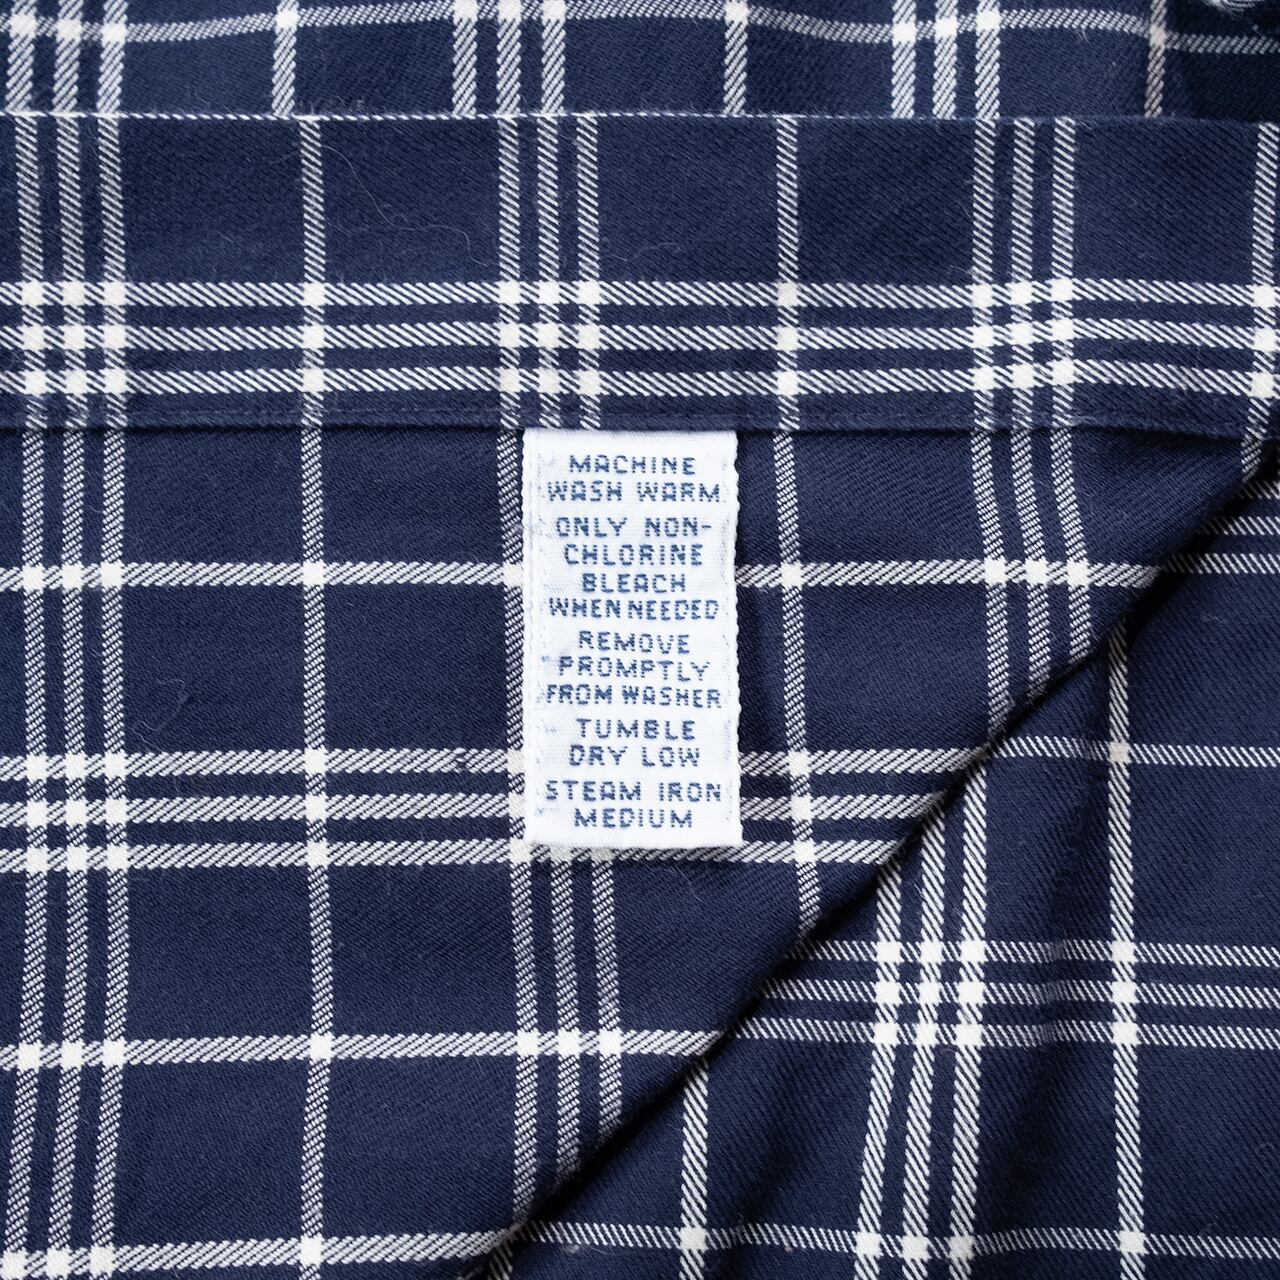 MACHINE
WASH WARM
ONLY NON-
CHLORINE
BLEACH
WHEN NEEDED
REMOVE
PROMPTLY
FROM WASHER
TUMBLE
DRY LOW
STEAM IRON
MEDIUM